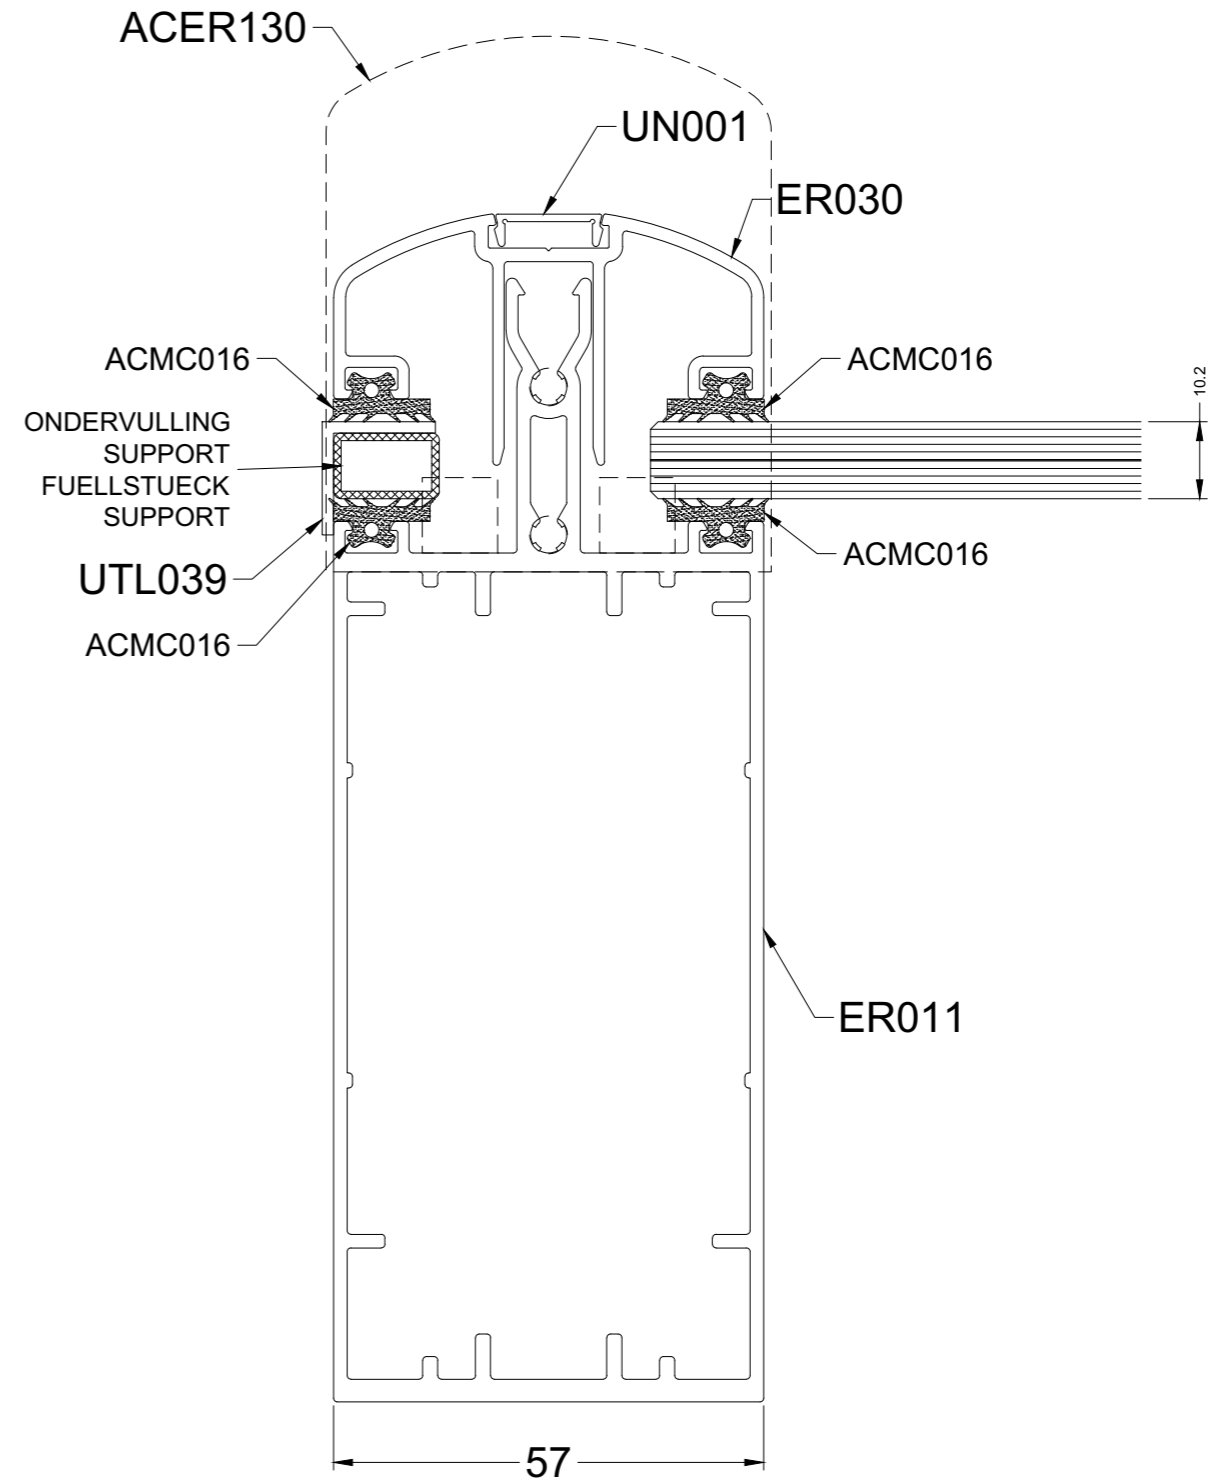 ACER130
UN001
ER030
ACMC016
ACMC016
10.2
ONDERVULLING
SUPPORT
FUELLSTUECK
SUPPORT
UTL039
ACMC016
ACMC016
ER011
57